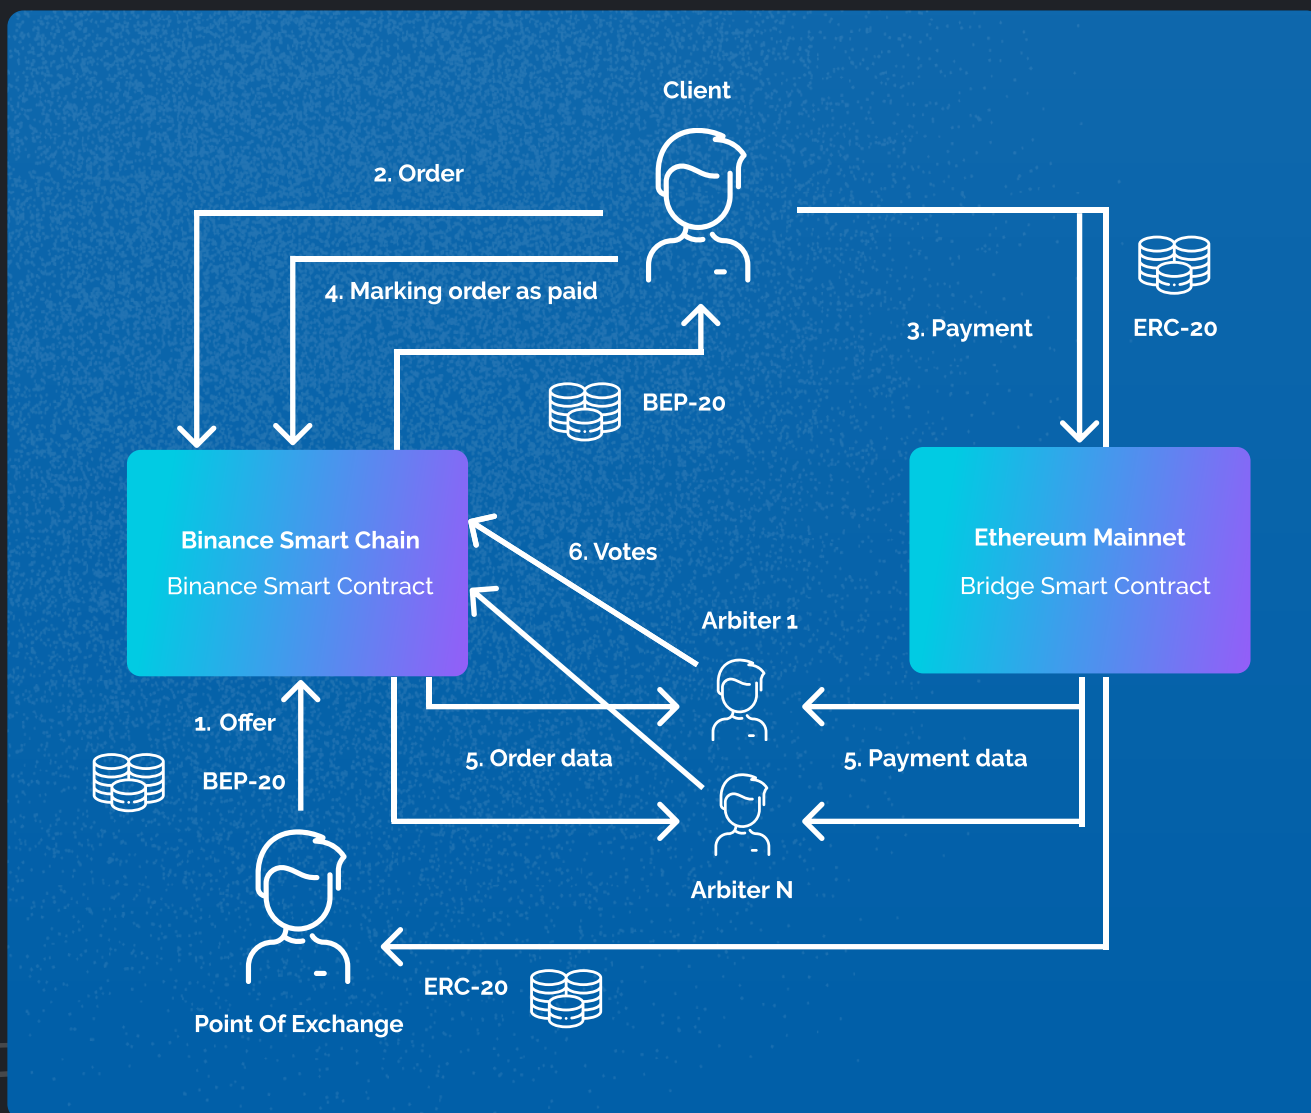 Client
2. Order
4. Marking order as paid
3. Payment
ERC-20
BEP-20
Binance Smart Chain
Binance Smart Contract
Ethereum Mainnet
Bridge Smart Contract
6. Votes
Arbiter 1
1. Offer
BEP-20
5. Order data
5. Payment data
Arbiter N
ERC-20
Point Of Exchange